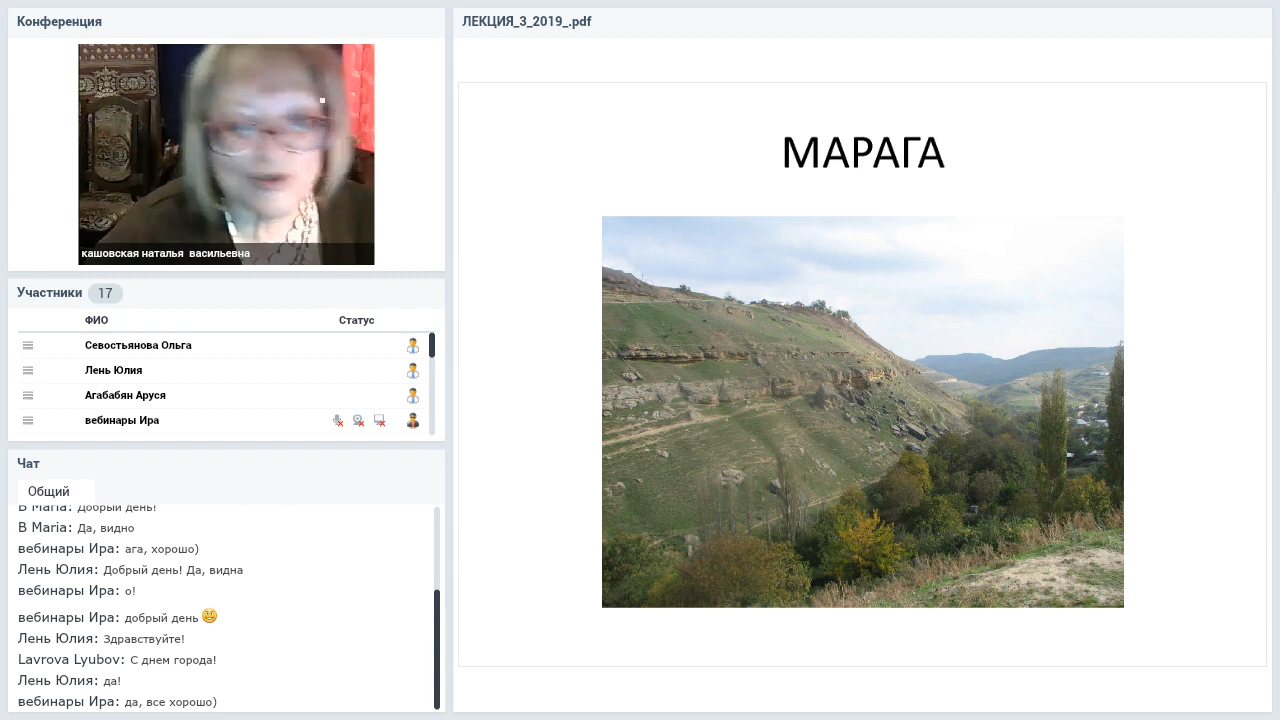 Конференция
кашовская наталья васильевна
Участники 17
ФИО Статус
Севостьянова Ольга
Лень Юлия
Агабабян Аруся
вебинары Ира
Чат
Общий
B Maria: Добрый день!
B Maria: Да, видно
вебинары Ира: ага, хорошо)
Лень Юлия: Добрый день! Да, видна
вебинары Ира: о!
вебинары Ира: добрый день
Лень Юлия: Здравствуйте!
Lavrova Lyubov: С днем города!
Лень Юлия: да!
вебинары Ира: да, все хорошо)
ЛЕКЦИЯ_3_2019_.pdf
МАРАГА